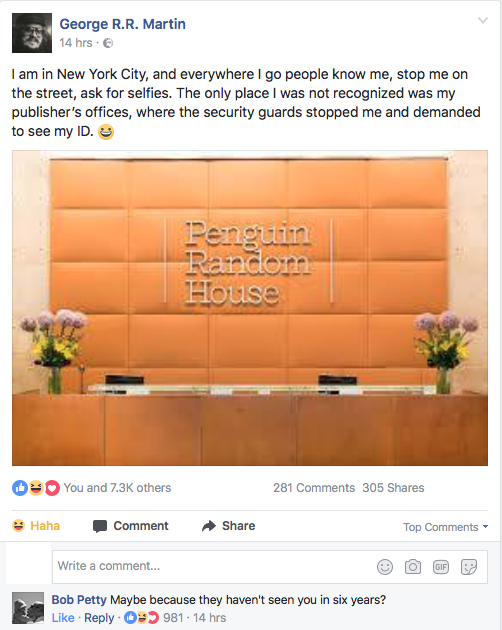 George R.R. Martin
14 hrs ·
I am in New York City, and everywhere I go people know me, stop me on
the street, ask for selfies. The only place I was not recognized was my
publisher's offices, where the security guards stopped me and demanded
to see my ID. 😆
Penguin
Random
House
You and 7.3K others
281 Comments 305 Shares
Haha
Comment
Share
Top Comments
Write a comment...
GIF
Bob Petty Maybe because they haven't seen you in six years?
Like · Reply · 981 · 14 hrs